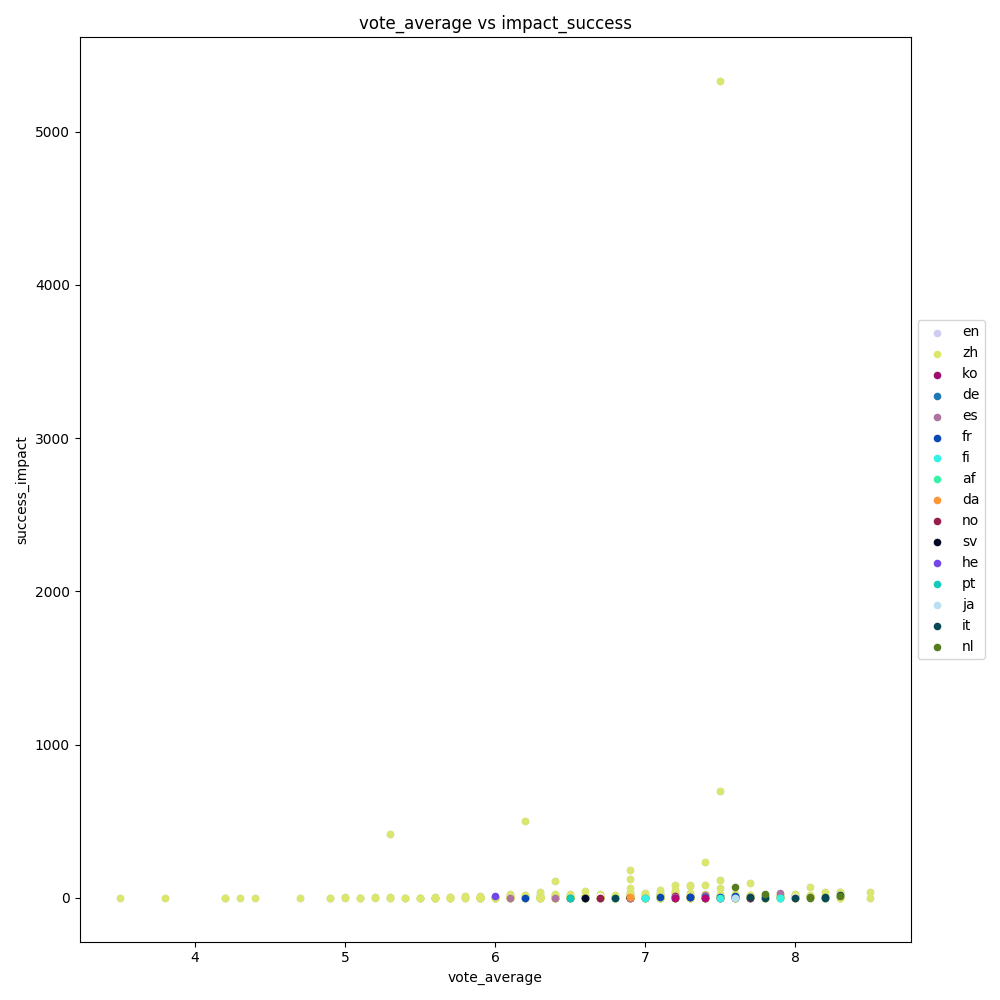 vote_average vs impact_success
success_impact
5000
4000
3000
2000
1000
0
4
5
6
7
8
vote_average
en
zh
ko
de
es
fr
fi
af
da
no
sv
he
pt
ja
it
nl